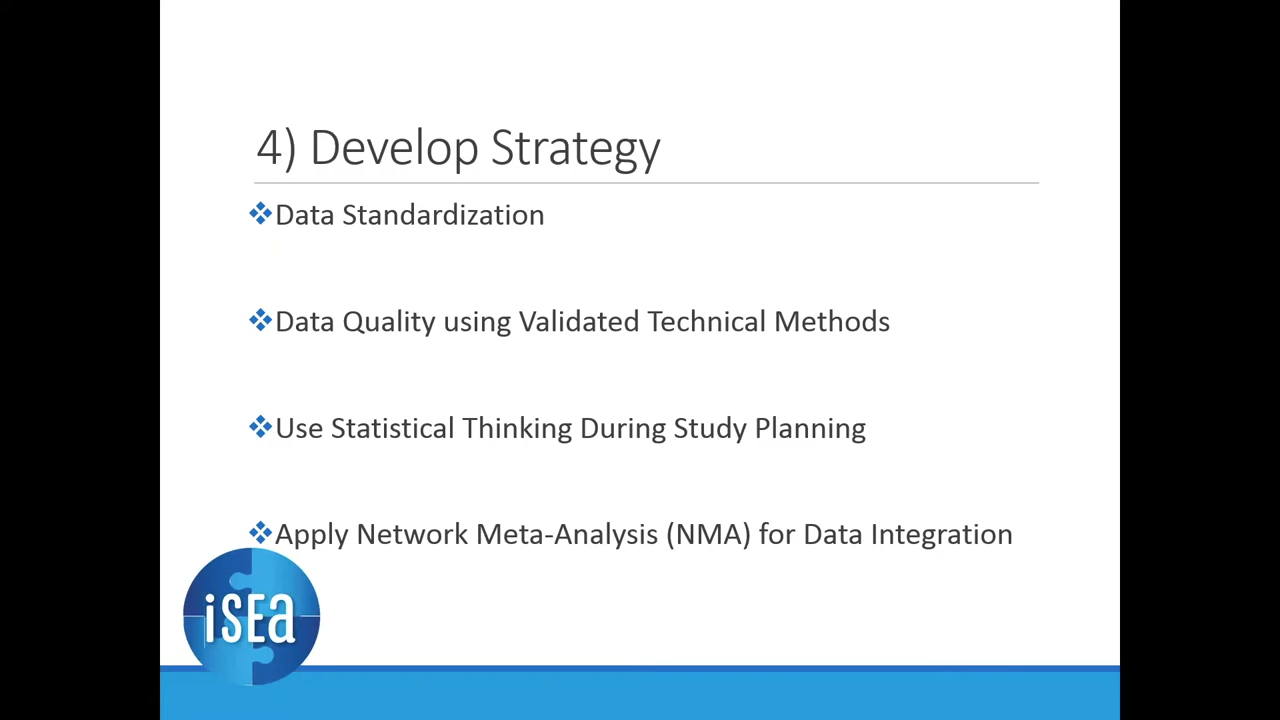 4) Develop Strategy
Data Standardization
Data Quality using Validated Technical Methods
Use Statistical Thinking During Study Planning
Apply Network Meta-Analysis (NMA) for Data Integration
iSEa